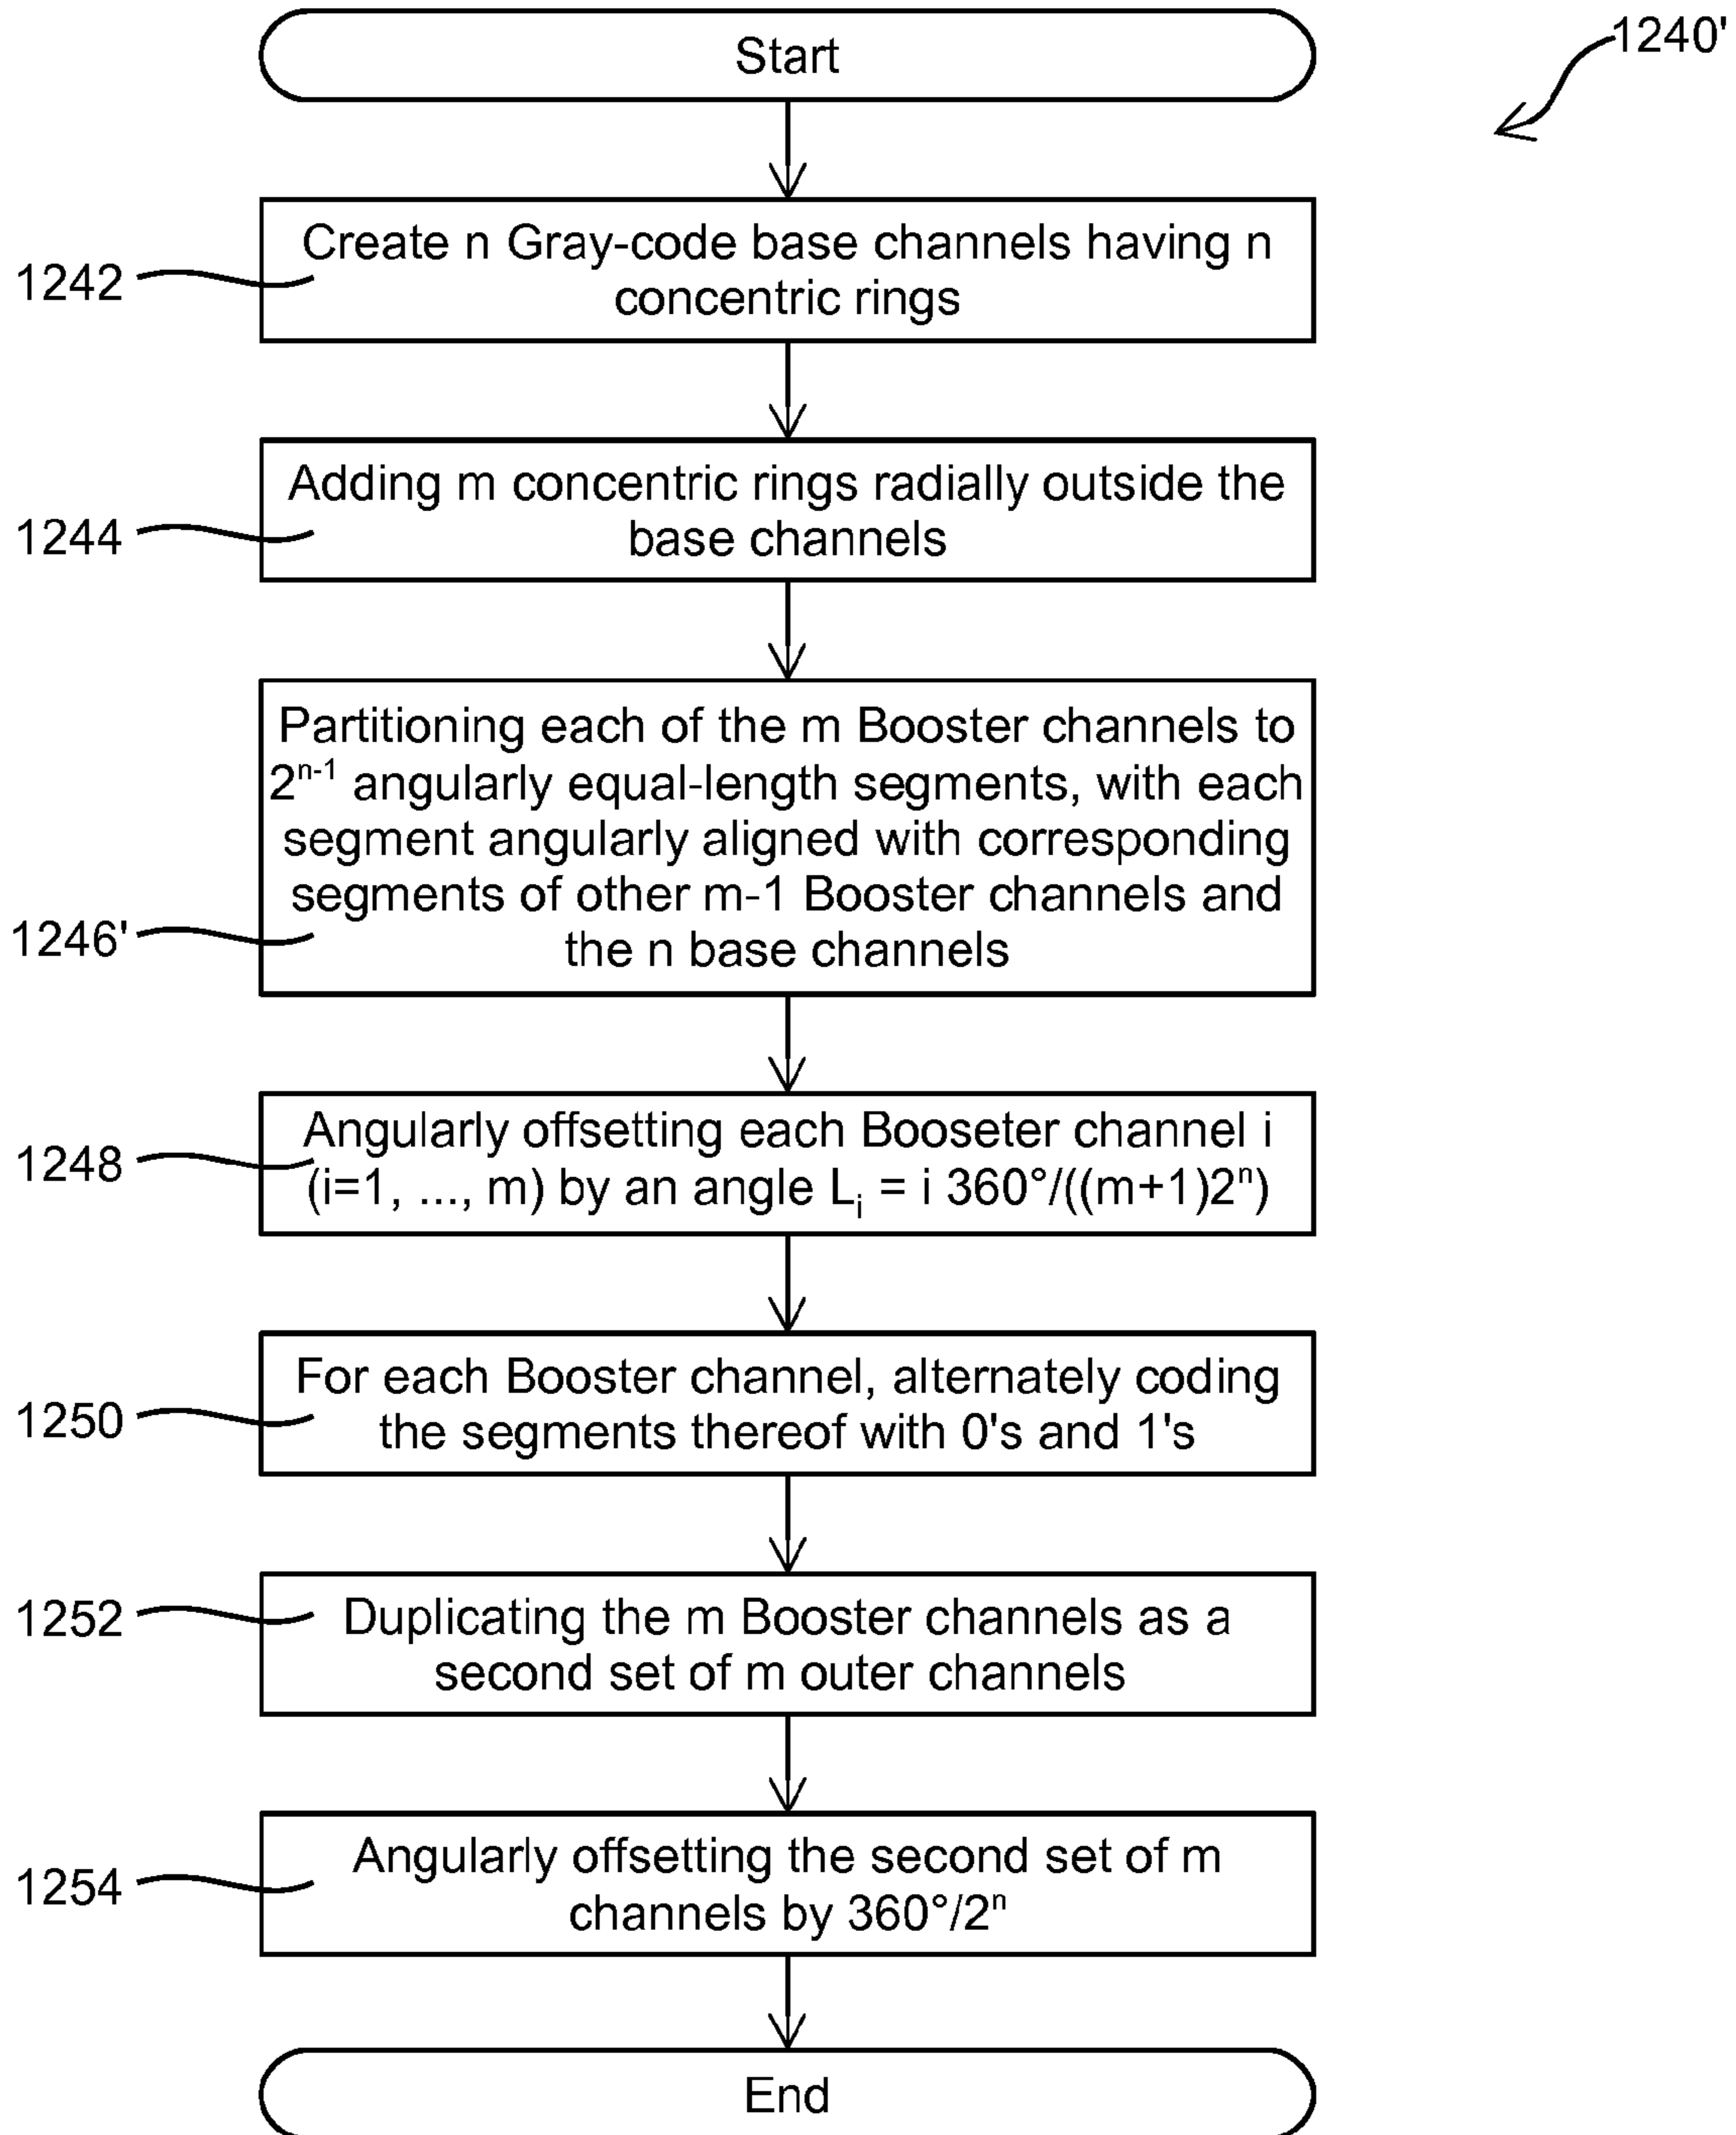 1240'
Start
1242
Create n Gray-code base channels having n
concentric rings
1244
Adding m concentric rings radially outside the
base channels
1246'
Partitioning each of the m Booster channels to
2ⁿ⁻¹ angularly equal-length segments, with each
segment angularly aligned with corresponding
segments of other m-1 Booster channels and
the n base channels
1248
Angularly offsetting each Booseter channel i
(i=1, ..., m) by an angle Lᵢ = i 360°/((m+1)2ⁿ)
1250
For each Booster channel, alternately coding
the segments thereof with 0's and 1's
1252
Duplicating the m Booster channels as a
second set of m outer channels
1254
Angularly offsetting the second set of m
channels by 360°/2ⁿ
End